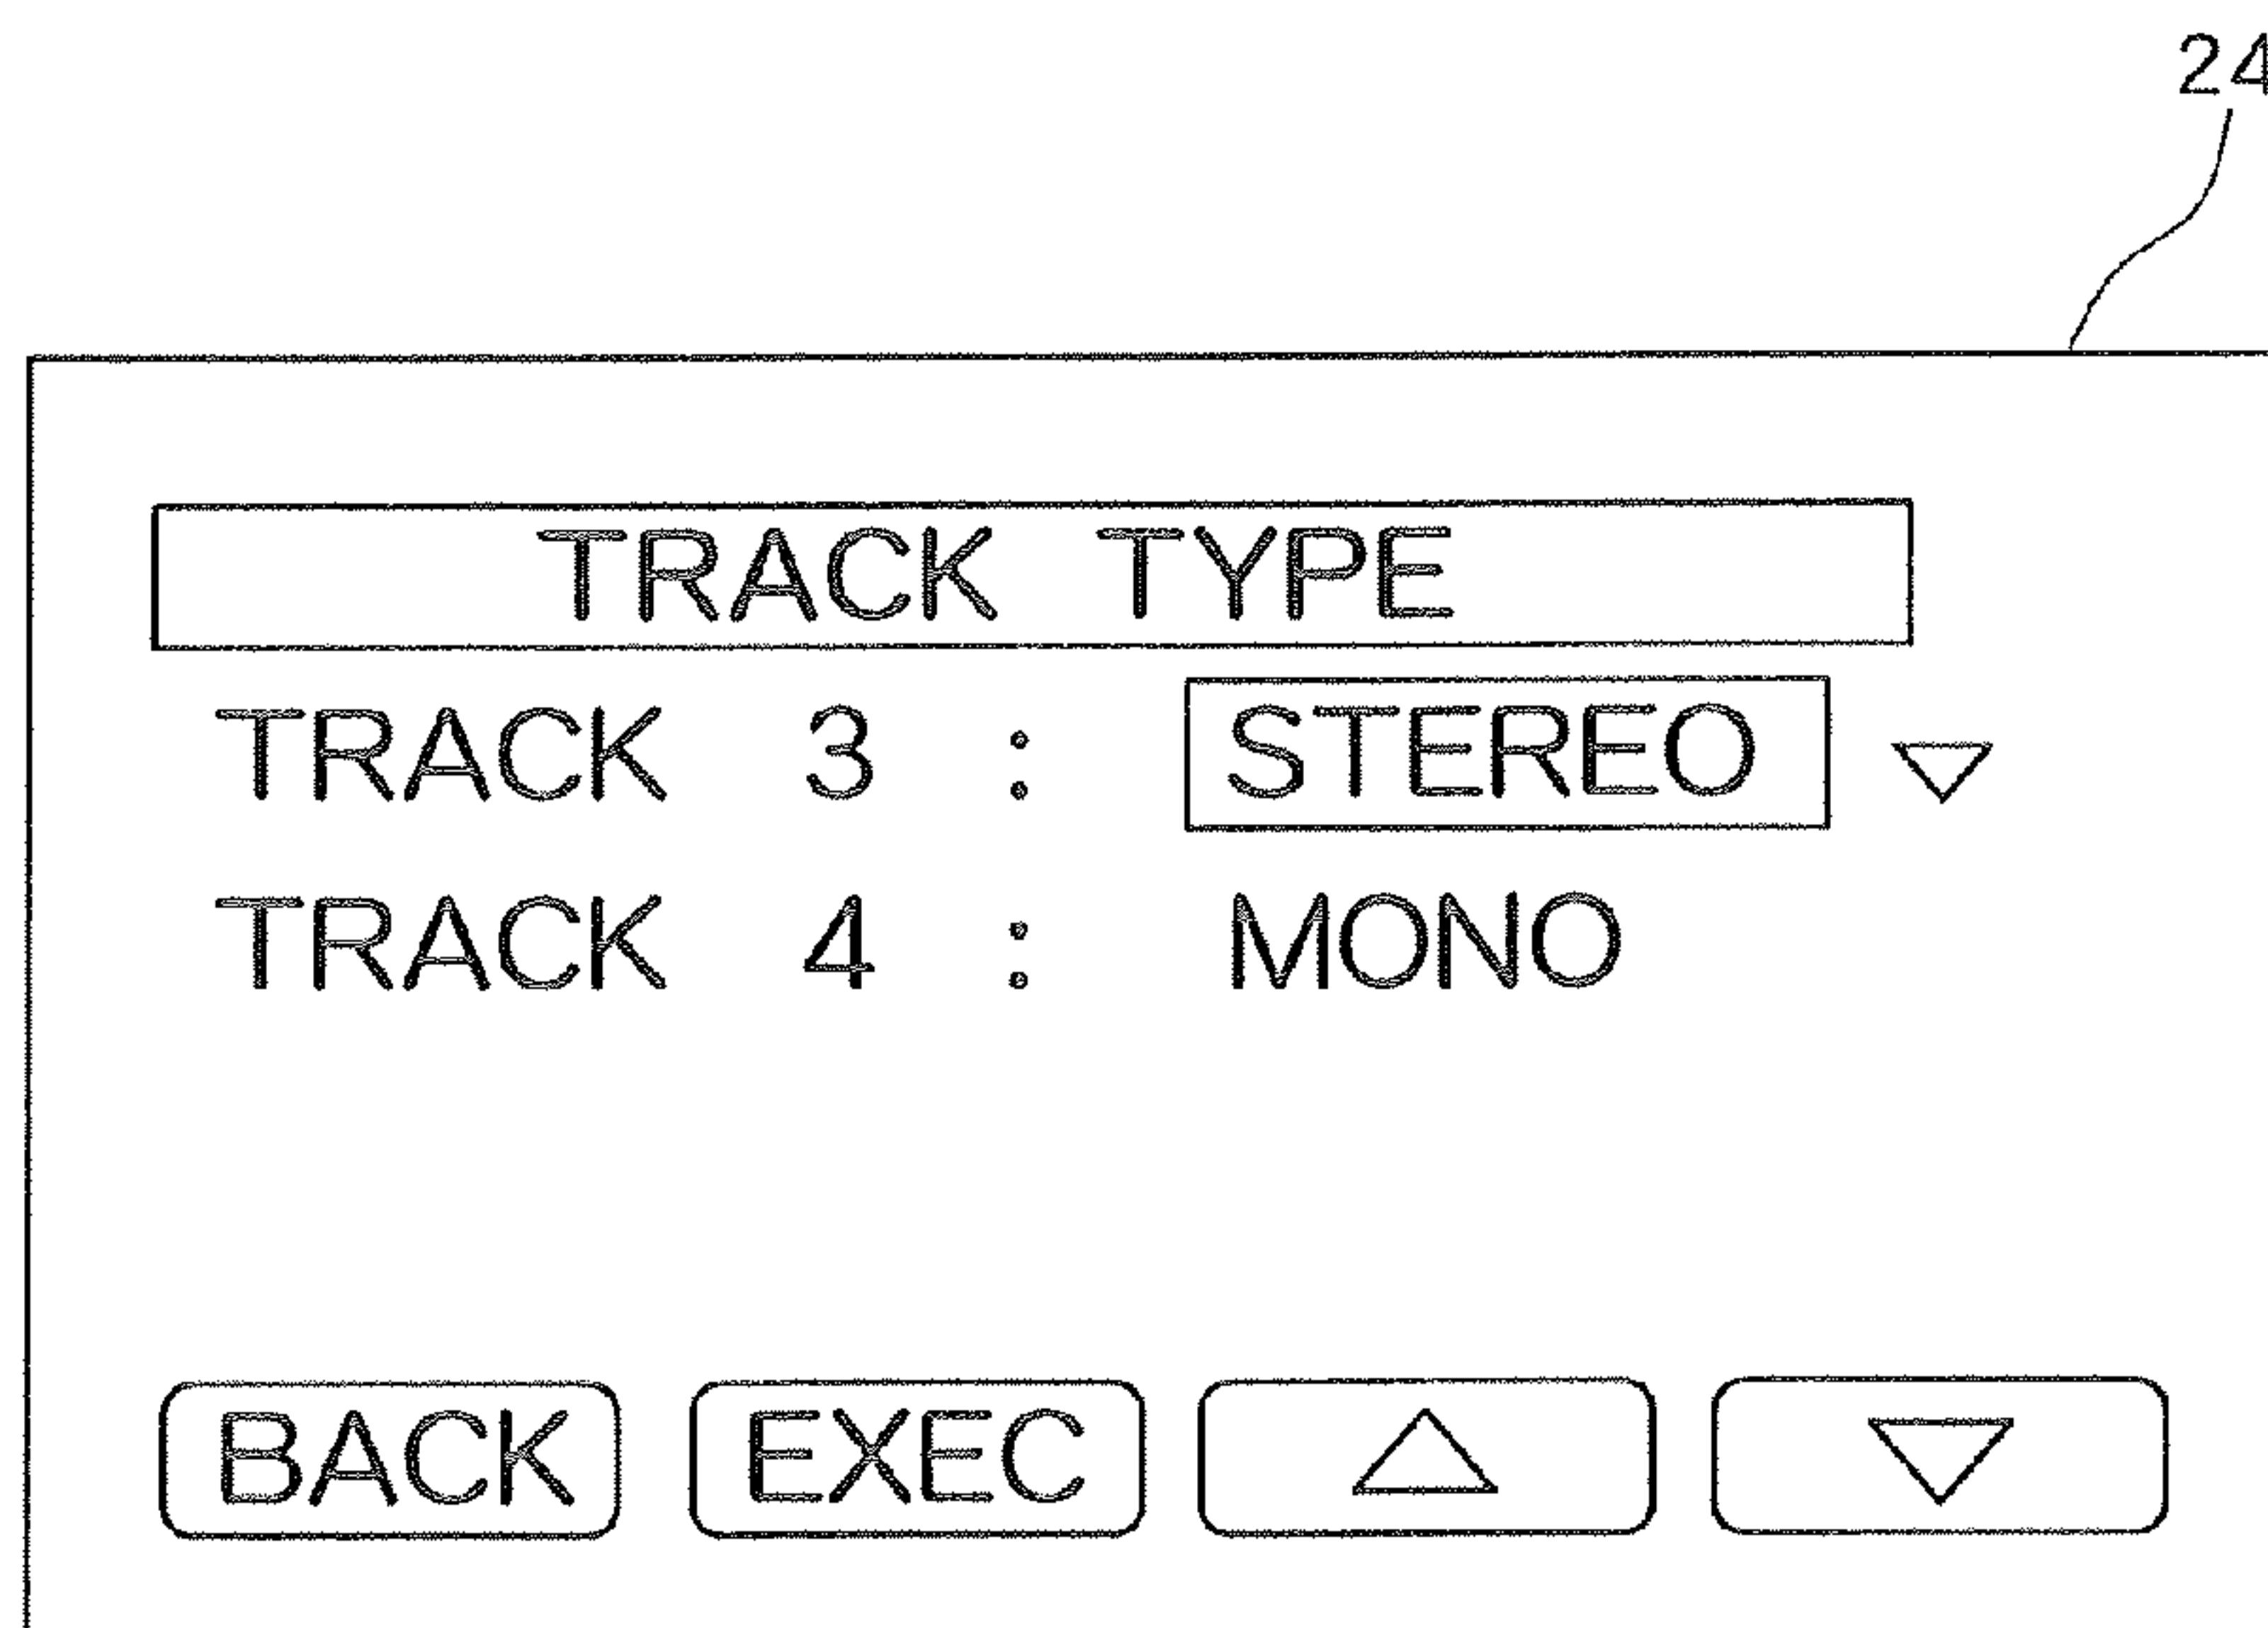 24
TRACK TYPE
TRACK 3 : STEREO
TRACK 4 : MONO
BACK EXEC